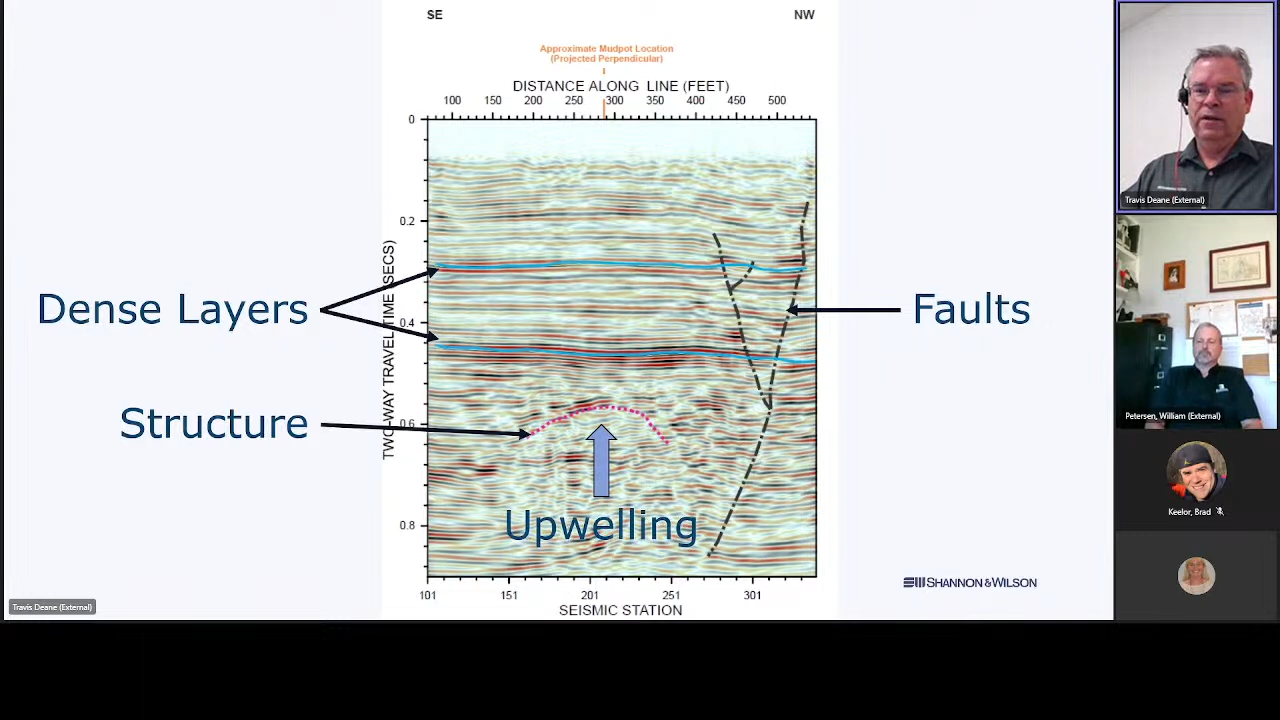 SE
NW
Approximate Mudpot Location
(Projected Perpendicular)
DISTANCE ALONG LINE (FEET)
100 150 200 250 300 350 400 450 500
0
0.2
0.4
0.6
0.8
TWO-WAY TRAVEL TIME (SECS)
Dense Layers
Faults
Structure
Upwelling
SHANNON & WILSON
101 151 201 251 301
SEISMIC STATION
Travis Deane (External)
Travis Deane (External)
Petersen, William (External)
Keelor, Brad